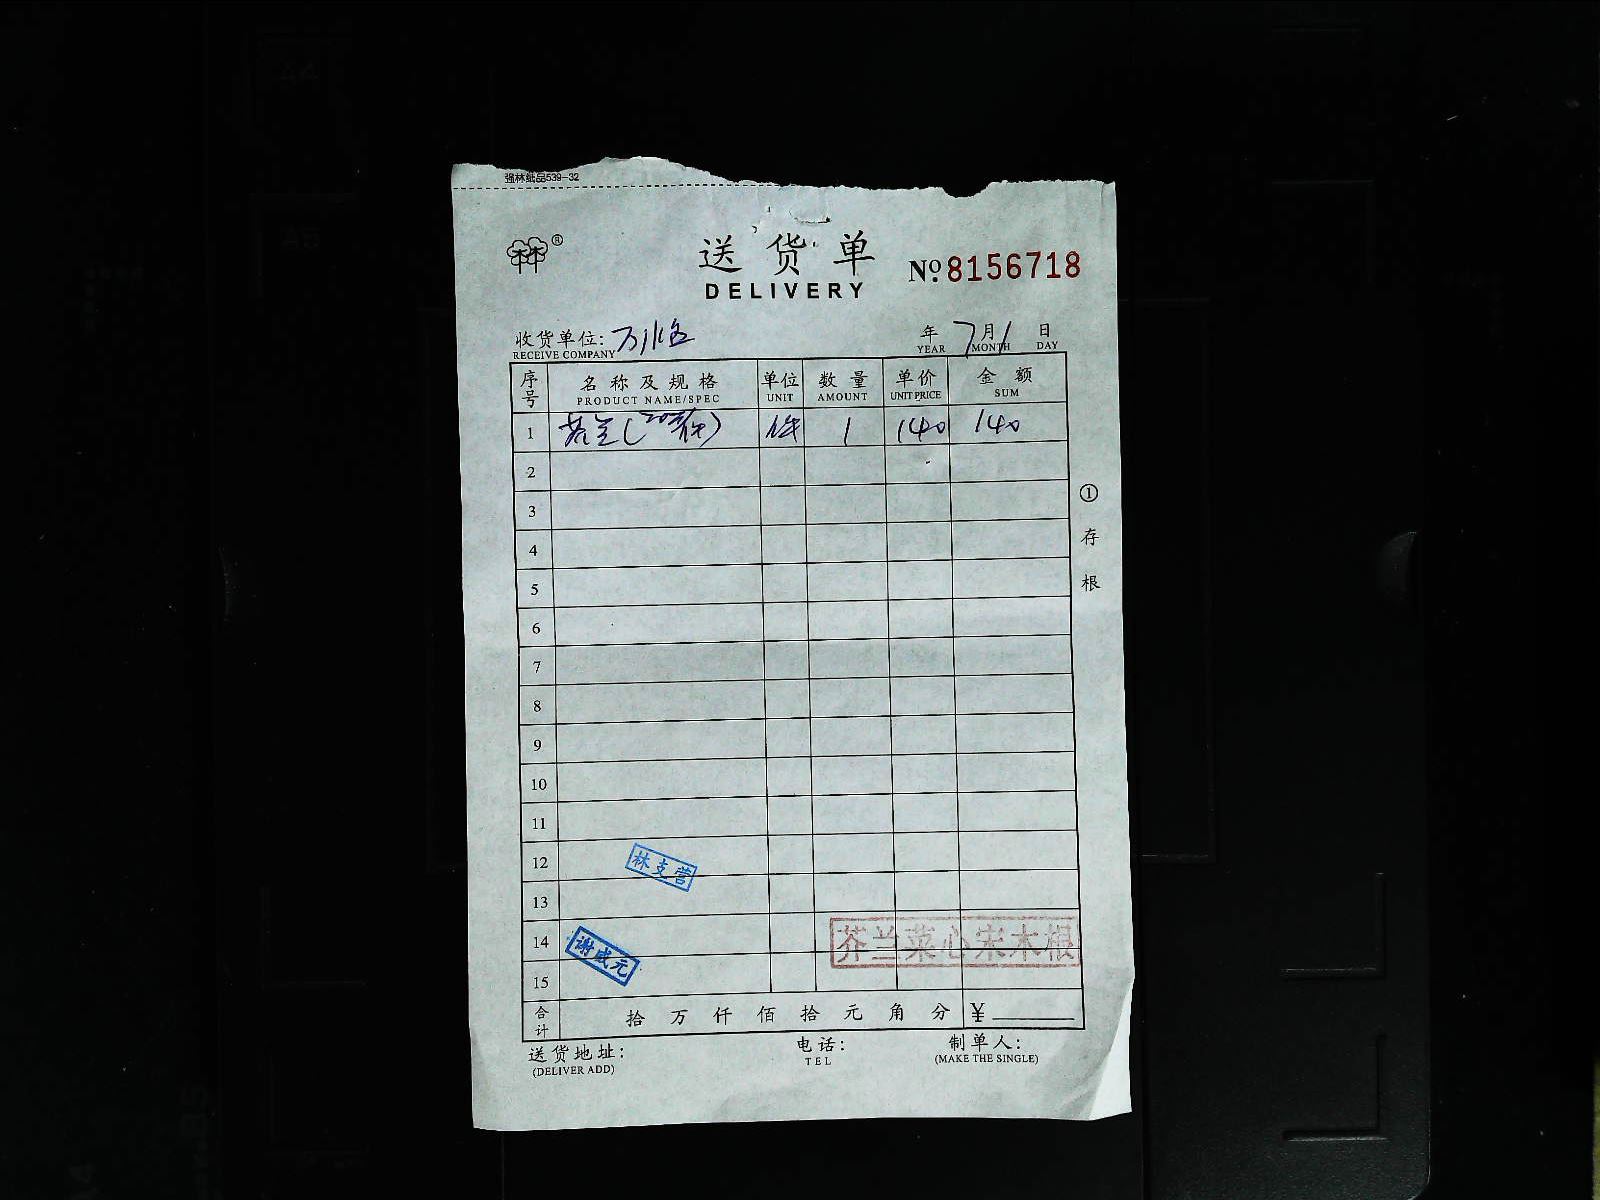 强林纸品539-32
林林®
送货单 №8156718
DELIVERY
收货单位: 年 7月1日
RECEIVE COMPANY YEAR MONTH DAY
序号 名称及规格 单位 数量 单价 金额
PRODUCT NAME/SPEC UNIT AMOUNT UNIT PRICE SUM
1 件 1 140 140
2
3
4
5
6
7
8
9
10
11
12
13
14
15
①存根
林支营
谢成元
芥兰菜心宋木根
合计 拾万仟佰拾元角分 ¥
送货地址: 电话: 制单人:
(DELIVER ADD) TEL (MAKE THE SINGLE)